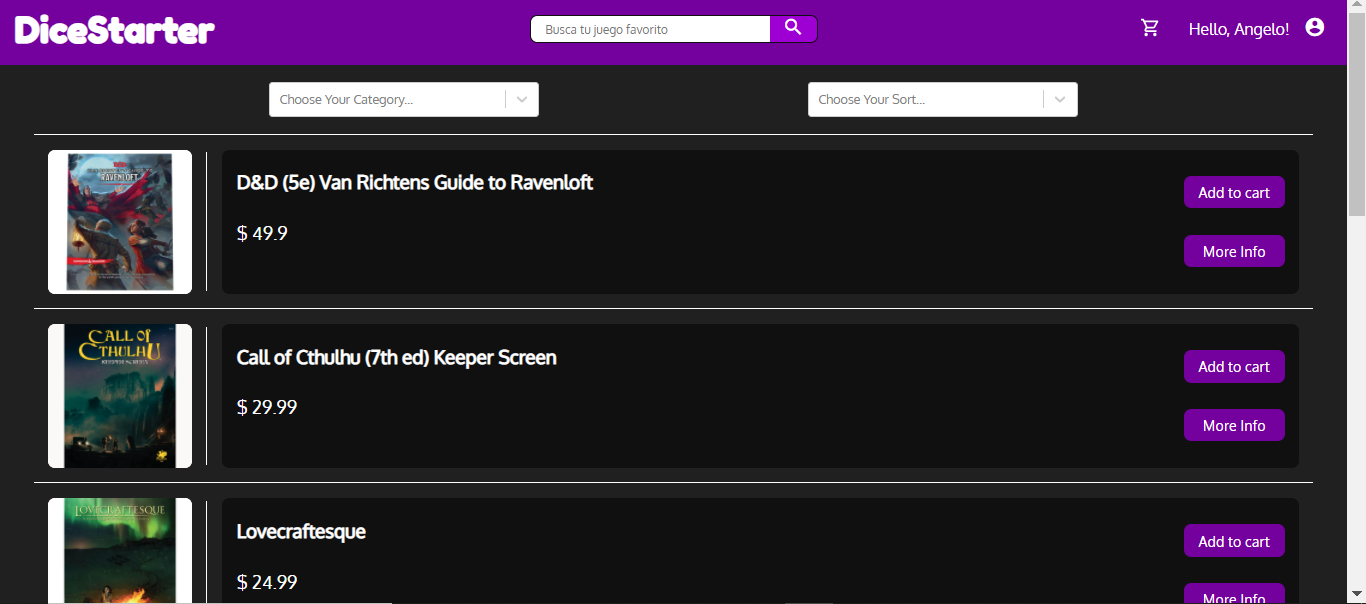 DiceStarter
Busca tu juego favorito
Hello, Angelo!
Choose Your Category...
Choose Your Sort...
RAVENLOFT
D&D (5e) Van Richtens Guide to Ravenloft
$ 49.9
Add to cart
More Info
CALL of
CTHULHU
KEEPER SCREEN
Call of Cthulhu (7th ed) Keeper Screen
$ 29.99
Add to cart
More Info
LOVECRAFTESQUE
Lovecraftesque
$ 24.99
Add to cart
More Info